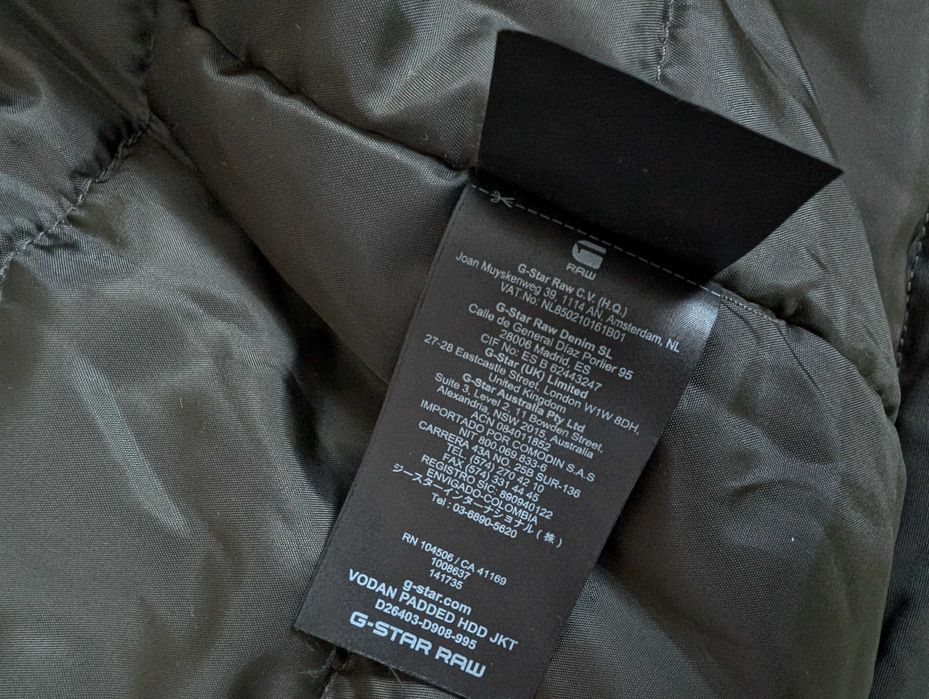 RAW
G-Star Raw C.V. (H.Q.)
Joan Muyskenweg 39, 1114 AN, Amsterdam, NL
VAT.No: NL850210161B01
G-Star Raw Denim SL
Calle de General Díaz Porlier 95
28006 Madrid, ES
CIF No: ES B 62443247
G-Star (UK) Limited
27-28 Eastcastle Street, London W1W 8DH,
United Kingdom
G-Star Australia Pty Ltd
Suite 3, Level 2, 11 Bowden Street,
Alexandria, NSW 2015, Australia
ACN 084011852
IMPORTADO POR COMODIN S.A.S
NIT 800.069.833-6
CARRERA 43A NO. 25B SUR-136
TEL. (574) 270 42 10
FAX (574) 331 44 45
REGISTRO SIC. 890940122
ENVIGADO-COLOMBIA
ジースターインターナショナル(株)
Tel : 03-6890-5620
RN 104506 / CA 41169
1008637
141735
g-star.com
VODAN PADDED HDD JKT
D26403-D908-995
G-STAR RAW